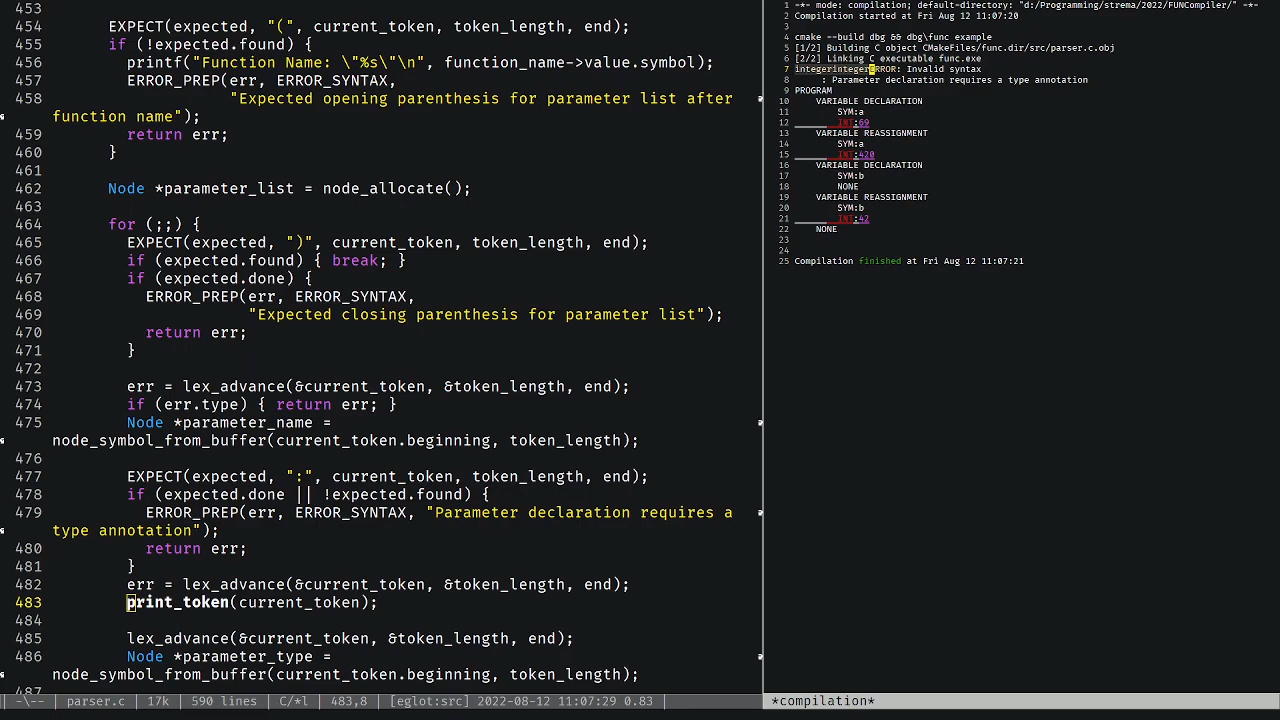 453
454 EXPECT(expected, "(", current_token, token_length, end);
455 if (!expected.found) {
456 printf("Function Name: \"%s\"\n", function_name->value.symbol);
457 ERROR_PREP(err, ERROR_SYNTAX,
458 "Expected opening parenthesis for parameter list after
function name");
459 return err;
460 }
461
462 Node *parameter_list = node_allocate();
463
464 for (;;) {
465 EXPECT(expected, ")", current_token, token_length, end);
466 if (expected.found) { break; }
467 if (expected.done) {
468 ERROR_PREP(err, ERROR_SYNTAX,
469 "Expected closing parenthesis for parameter list");
470 return err;
471 }
472
473 err = lex_advance(&current_token, &token_length, end);
474 if (err.type) { return err; }
475 Node *parameter_name =
node_symbol_from_buffer(current_token.beginning, token_length);
476
477 EXPECT(expected, ":", current_token, token_length, end);
478 if (expected.done || !expected.found) {
479 ERROR_PREP(err, ERROR_SYNTAX, "Parameter declaration requires a
type annotation");
480 return err;
481 }
482 err = lex_advance(&current_token, &token_length, end);
483 print_token(current_token);
484
485 lex_advance(&current_token, &token_length, end);
486 Node *parameter_type =
node_symbol_from_buffer(current_token.beginning, token_length);
487
-\-- parser.c 17k 590 lines C/*l 483,8 [eglot:src] 2022-08-12 11:07:29 0.83
1 -*- mode: compilation; default-directory: "d:/Programming/strema/2022/FUNCompiler/" -*-
2 Compilation started at Fri Aug 12 11:07:20
3
4 cmake --build dbg && dbg\func example
5 [1/2] Building C object CMakeFiles/func.dir/src/parser.c.obj
6 [2/2] Linking C executable func.exe
7 integerintegerERROR: Invalid syntax
8 : Parameter declaration requires a type annotation
9 PROGRAM
10 VARIABLE DECLARATION
11 SYM:a
12 INT:69
13 VARIABLE REASSIGNMENT
14 SYM:a
15 INT:420
16 VARIABLE DECLARATION
17 SYM:b
18 NONE
19 VARIABLE REASSIGNMENT
20 SYM:b
21 INT:42
22 NONE
23
24
25 Compilation finished at Fri Aug 12 11:07:21
*compilation*